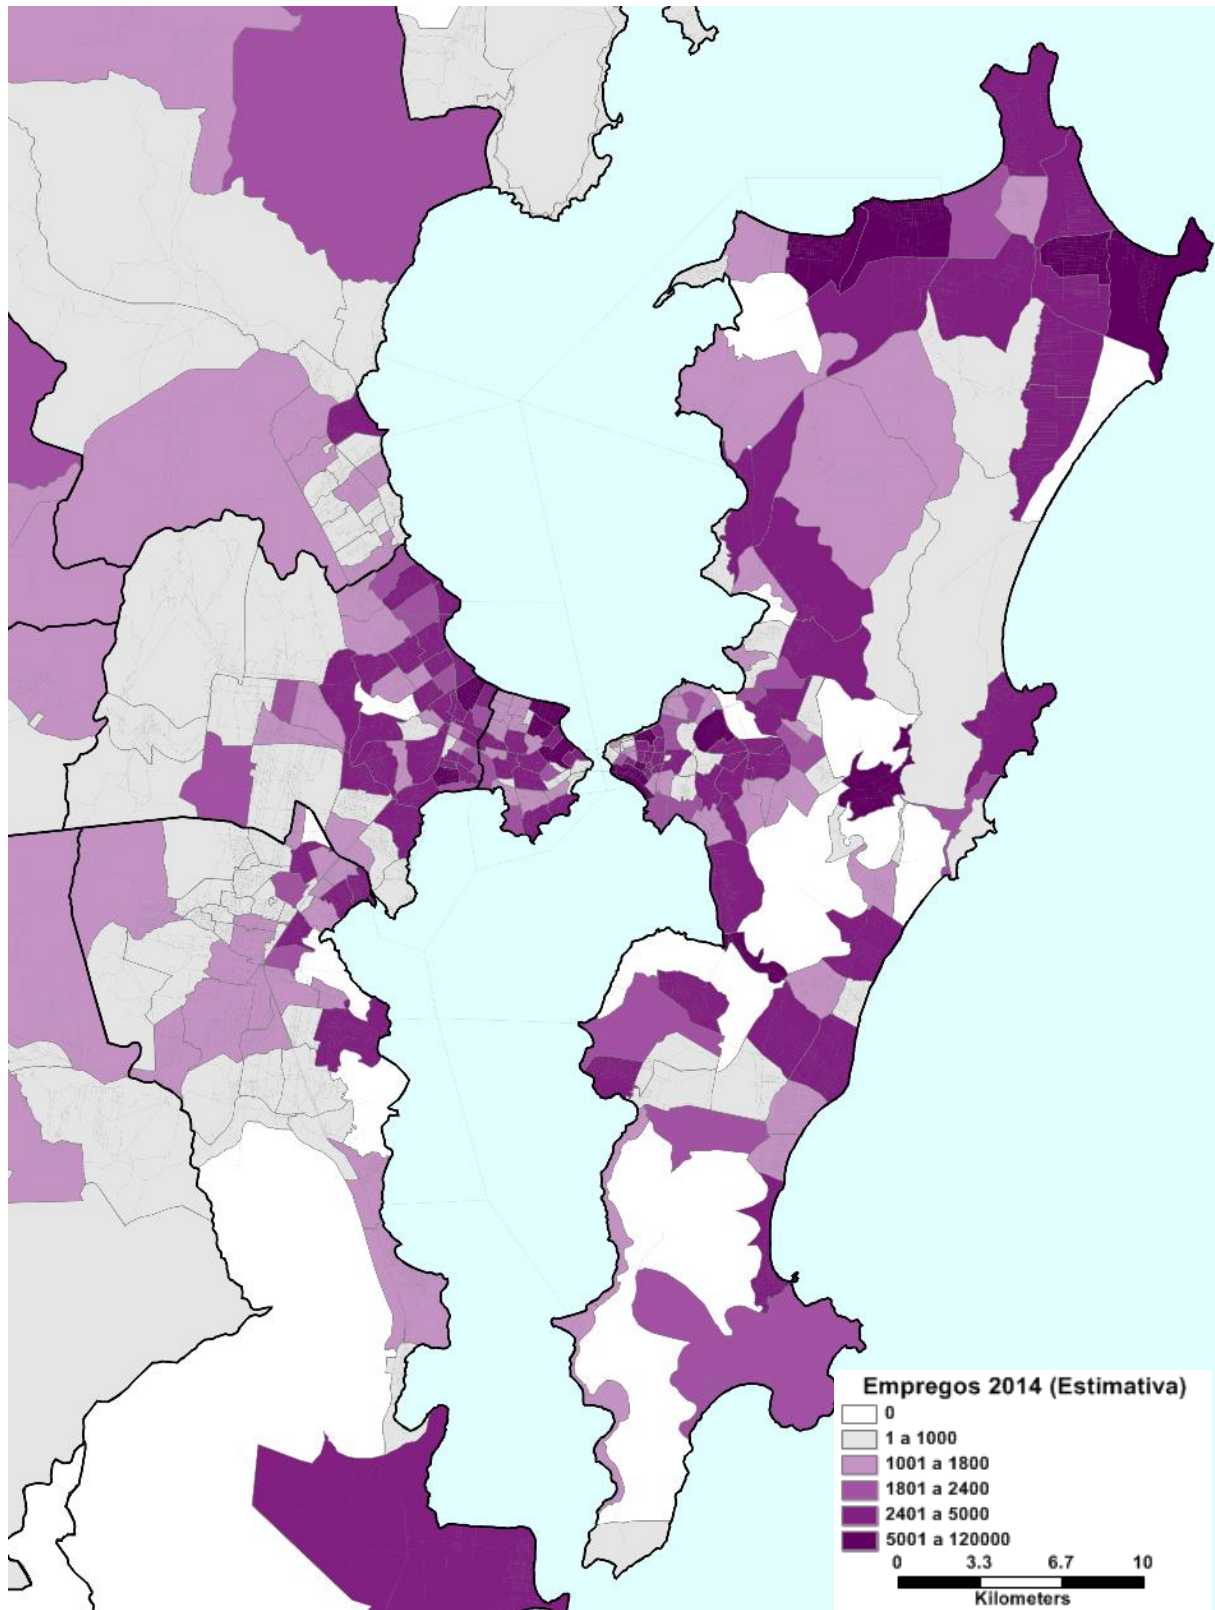 Empregos 2014 (Estimativa)
0
1 a 1000
1001 a 1800
1801 a 2400
2401 a 5000
5001 a 120000
0 3.3 6.7 10
Kilometers